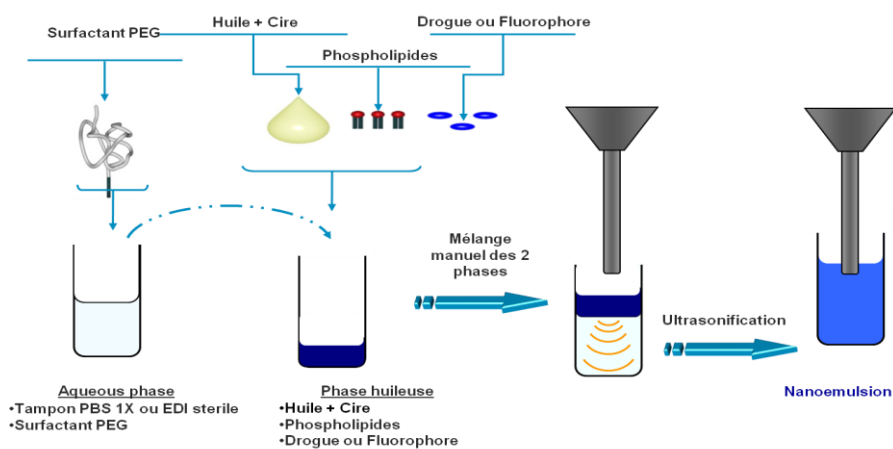 Surfactant PEG
Huile + Cire
Drogue ou Fluorophore
Phospholipides
Mélange
manuel des 2
phases
Ultrasonification
Aqueous phase
•Tampon PBS 1X ou EDI sterile
•Surfactant PEG
Phase huileuse
•Huile + Cire
•Phospholipides
•Drogue ou Fluorophore
Nanoemulsion